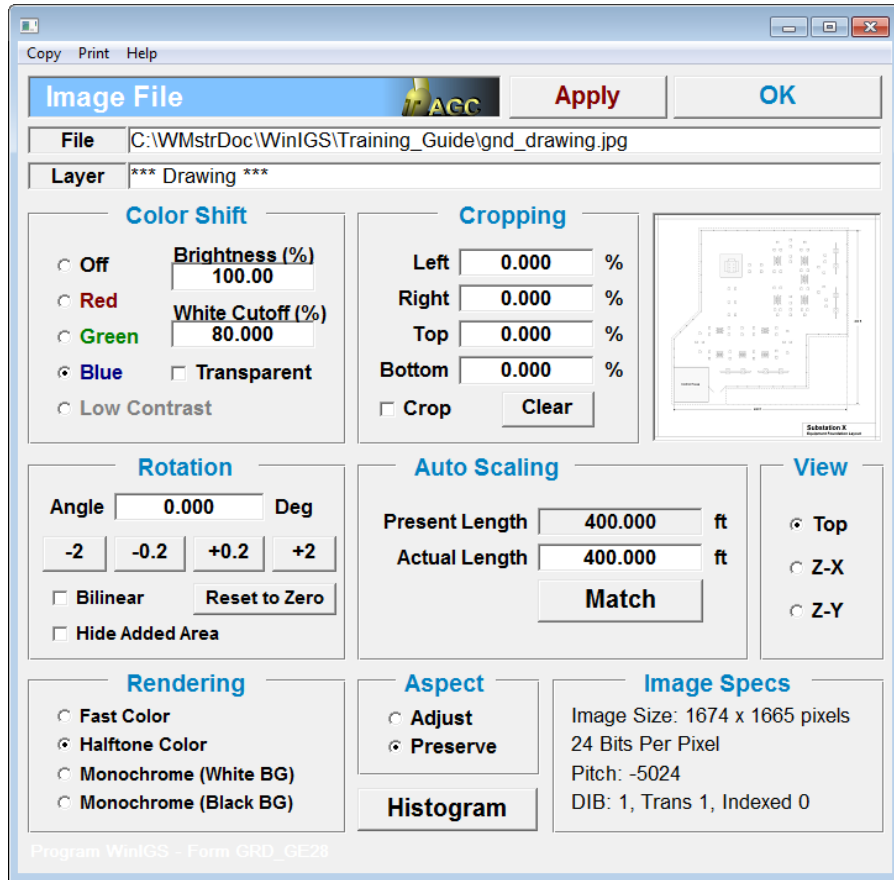 Copy Print Help
Image File
AGC
Apply
OK
File C:\WMstrDoc\WinIGS\Training_Guide\gnd_drawing.jpg
Layer *** Drawing ***
Color Shift
Off
Brightness (%)
100.00
Red
White Cutoff (%)
80.000
Green
Blue
Transparent
Low Contrast
Cropping
Left 0.000 %
Right 0.000 %
Top 0.000 %
Bottom 0.000 %
Crop Clear
Substation X
Equipment Foundation Layout
Rotation
Angle 0.000 Deg
-2 -0.2 +0.2 +2
Bilinear Reset to Zero
Hide Added Area
Auto Scaling
Present Length 400.000 ft
Actual Length 400.000 ft
Match
View
Top
Z-X
Z-Y
Rendering
Fast Color
Halftone Color
Monochrome (White BG)
Monochrome (Black BG)
Aspect
Adjust
Preserve
Histogram
Image Specs
Image Size: 1674 x 1665 pixels
24 Bits Per Pixel
Pitch: -5024
DIB: 1, Trans 1, Indexed 0
Program WinIGS - Form GRD_GE28